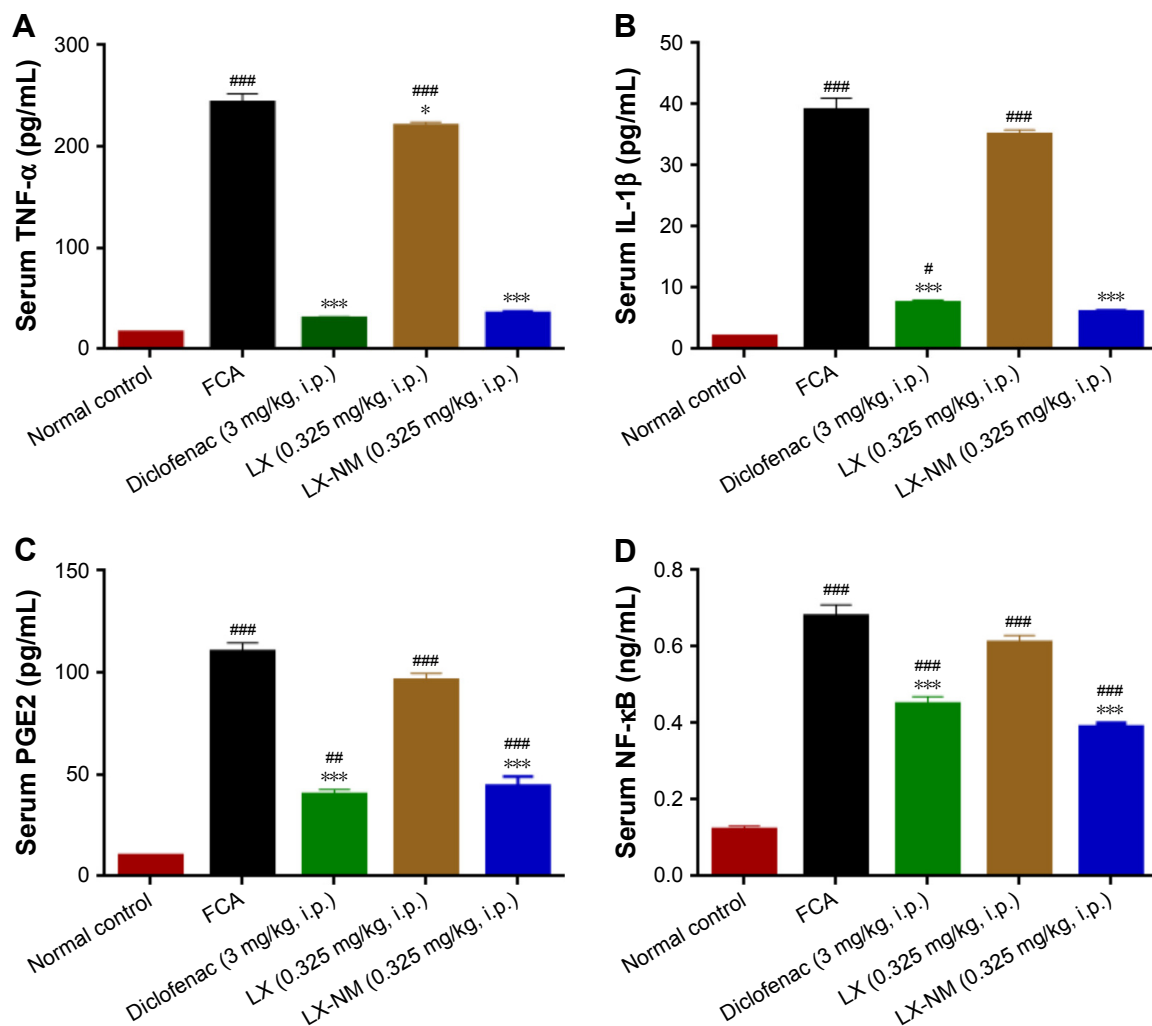 A
Serum TNF-α (pg/mL)
300
200
100
0
###
***
###
*
***
Normal control
FCA
Diclofenac (3 mg/kg, i.p.)
LX (0.325 mg/kg, i.p.)
LX-NM (0.325 mg/kg, i.p.)
B
Serum IL-1β (pg/mL)
50
40
30
20
10
0
###
#
***
###
***
Normal control
FCA
Diclofenac (3 mg/kg, i.p.)
LX (0.325 mg/kg, i.p.)
LX-NM (0.325 mg/kg, i.p.)
C
Serum PGE2 (pg/mL)
150
100
50
0
###
##
***
###
###
***
Normal control
FCA
Diclofenac (3 mg/kg, i.p.)
LX (0.325 mg/kg, i.p.)
LX-NM (0.325 mg/kg, i.p.)
D
Serum NF-κB (ng/mL)
0.8
0.6
0.4
0.2
0.0
###
###
***
###
###
***
Normal control
FCA
Diclofenac (3 mg/kg, i.p.)
LX (0.325 mg/kg, i.p.)
LX-NM (0.325 mg/kg, i.p.)